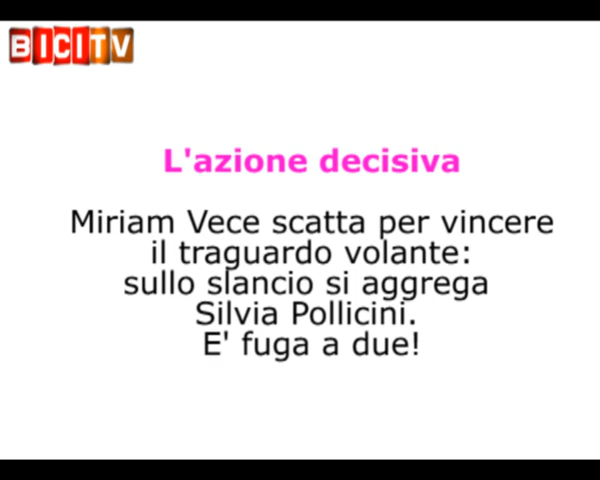 BICITV
L'azione decisiva
Miriam Vece scatta per vincere
il traguardo volante:
sullo slancio si aggrega
Silvia Pollicini.
E' fuga a due!